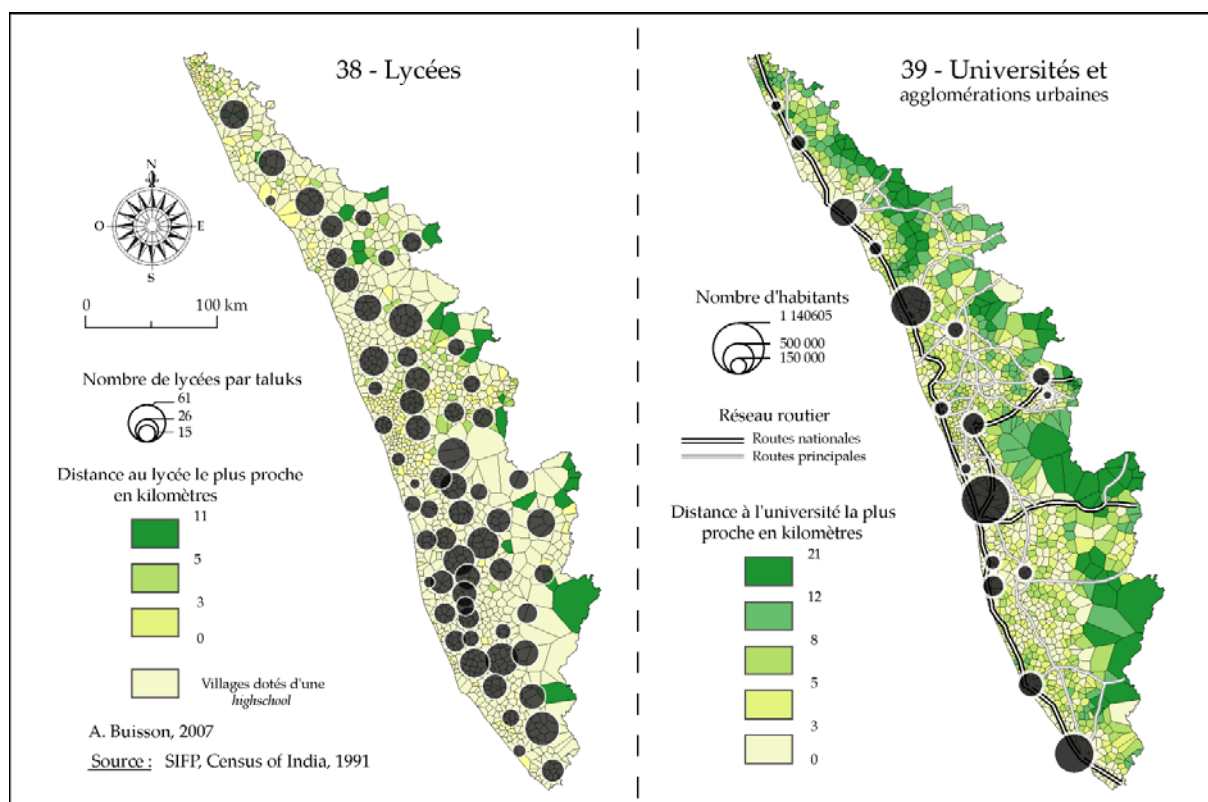 38 - Lycées
N
O
E
S
0
100 km
Nombre de lycées par taluks
61
26
15
Distance au lycée le plus proche
en kilomètres
11
5
3
0
Villages dotés d'une
highschool
A. Buisson, 2007
Source : SIFP, Census of India, 1991
39 - Universités et
agglomérations urbaines
Nombre d'habitants
1 140605
500 000
150 000
Réseau routier
Routes nationales
Routes principales
Distance à l'université la plus
proche en kilomètres
21
12
8
5
3
0